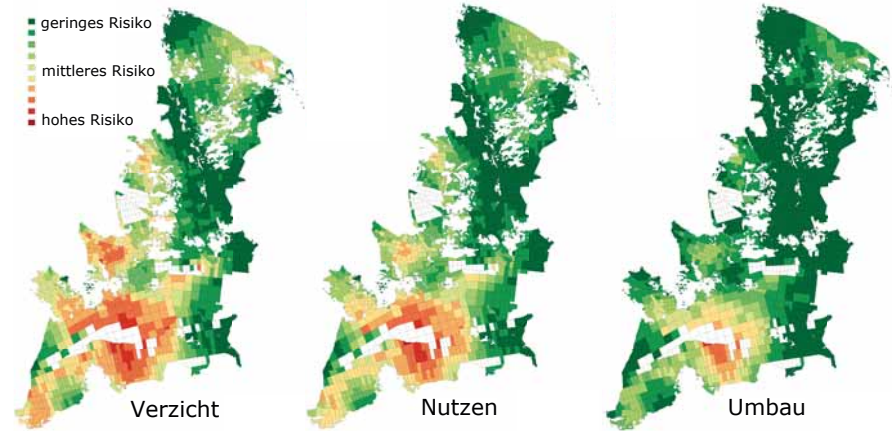 geringes Risiko
mittleres Risiko
hohes Risiko
Verzicht
Nutzen
Umbau